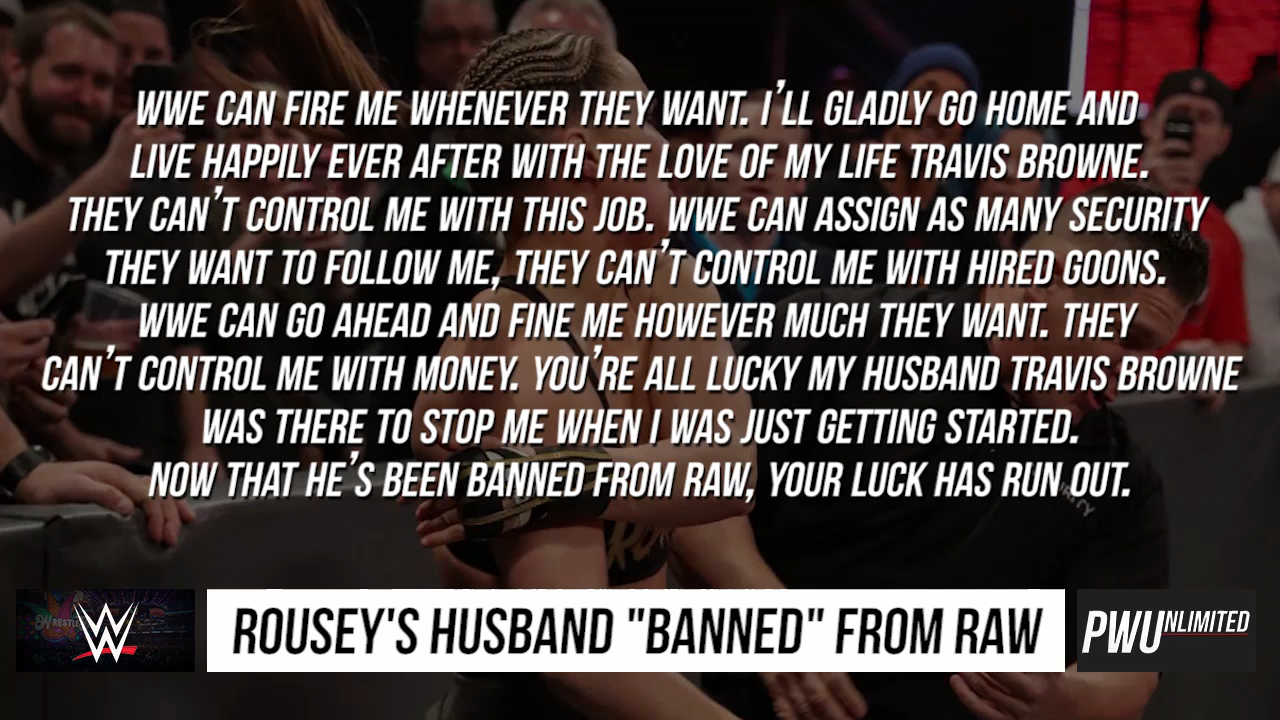 WWE CAN FIRE ME WHENEVER THEY WANT. I'LL GLADLY GO HOME AND
LIVE HAPPILY EVER AFTER WITH THE LOVE OF MY LIFE TRAVIS BROWNE.
THEY CAN'T CONTROL ME WITH THIS JOB. WWE CAN ASSIGN AS MANY SECURITY
THEY WANT TO FOLLOW ME, THEY CAN'T CONTROL ME WITH HIRED GOONS.
WWE CAN GO AHEAD AND FINE ME HOWEVER MUCH THEY WANT. THEY
CAN'T CONTROL ME WITH MONEY. YOU'RE ALL LUCKY MY HUSBAND TRAVIS BROWNE
WAS THERE TO STOP ME WHEN I WAS JUST GETTING STARTED.
NOW THAT HE'S BEEN BANNED FROM RAW, YOUR LUCK HAS RUN OUT.
W
ROUSEY'S HUSBAND "BANNED" FROM RAW
PWUNLIMITED